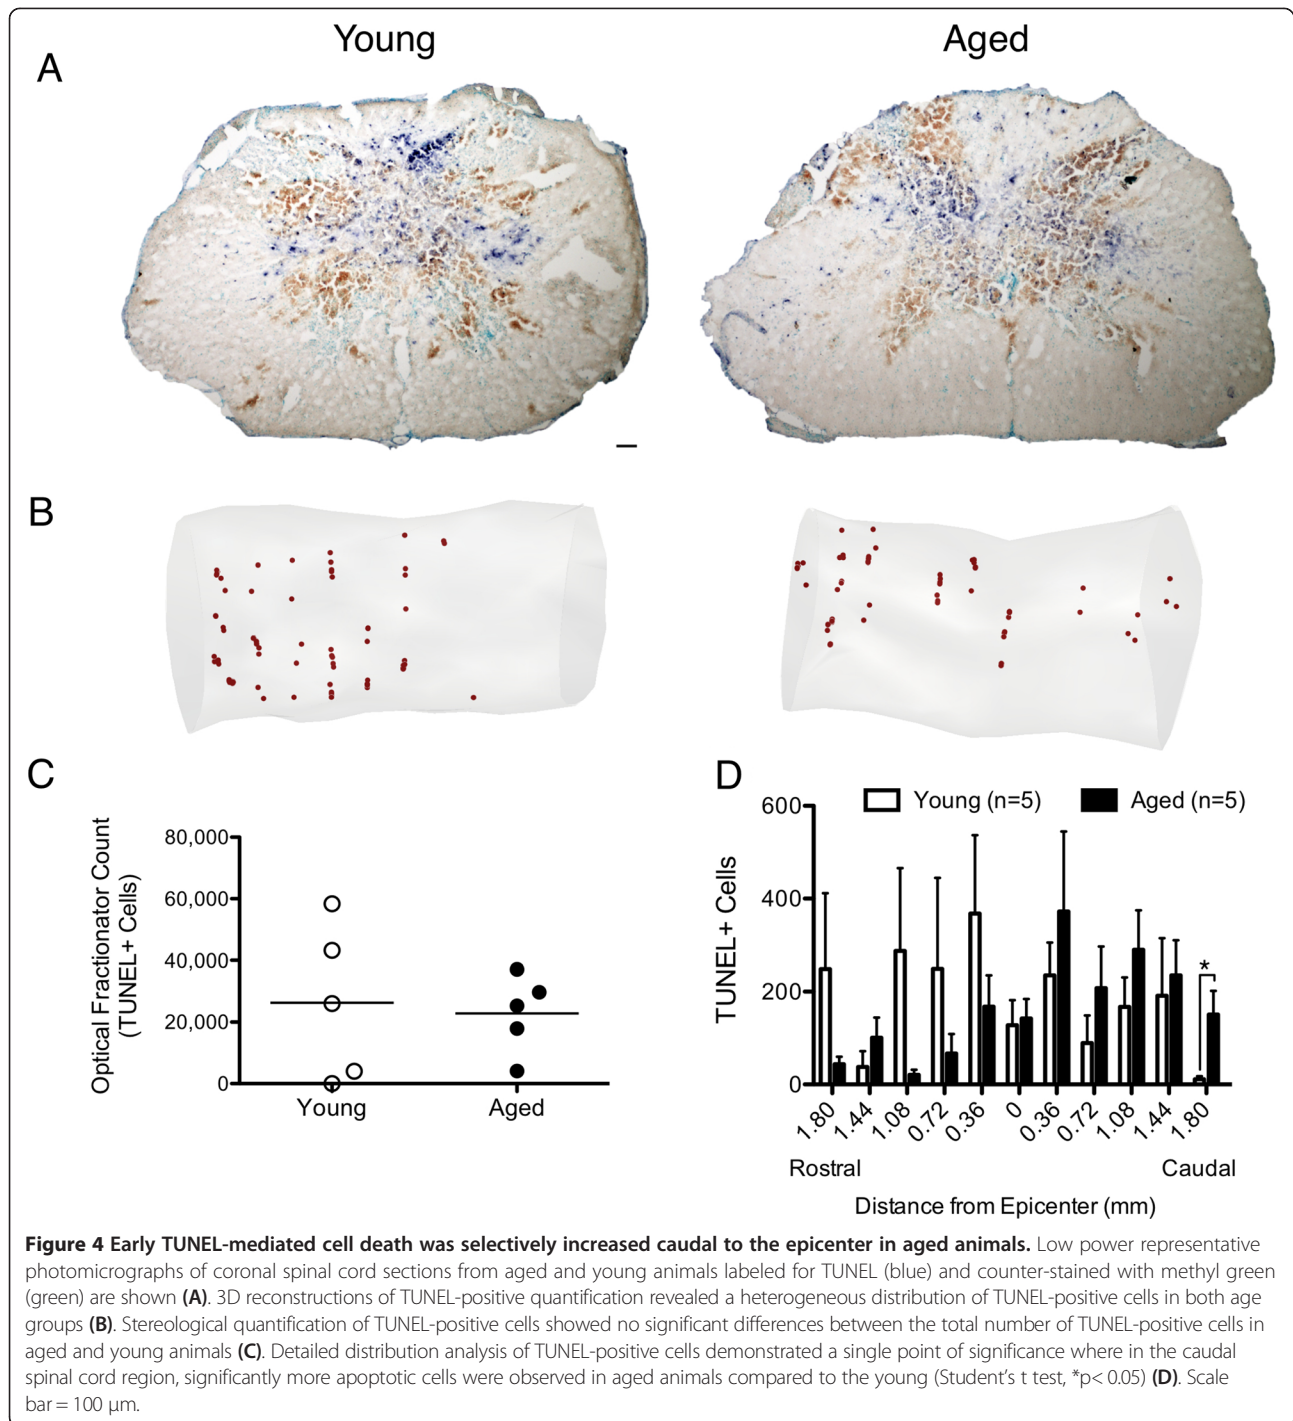 Young
Aged
A
B
C
Optical Fractionator Count
(TUNEL+ Cells)
80,000
60,000
40,000
20,000
0
Young
Aged
D
Young (n=5)
Aged (n=5)
TUNEL+ Cells
600
400
200
0
*
1.80
1.44
1.08
0.72
0.36
0
0.36
0.72
1.08
1.44
1.80
Rostral
Caudal
Distance from Epicenter (mm)
Figure 4 Early TUNEL-mediated cell death was selectively increased caudal to the epicenter in aged animals. Low power representative
photomicrographs of coronal spinal cord sections from aged and young animals labeled for TUNEL (blue) and counter-stained with methyl green
(green) are shown (A). 3D reconstructions of TUNEL-positive quantification revealed a heterogeneous distribution of TUNEL-positive cells in both age
groups (B). Stereological quantification of TUNEL-positive cells showed no significant differences between the total number of TUNEL-positive cells in
aged and young animals (C). Detailed distribution analysis of TUNEL-positive cells demonstrated a single point of significance where in the caudal
spinal cord region, significantly more apoptotic cells were observed in aged animals compared to the young (Student's t test, *p< 0.05) (D). Scale
bar = 100 μm.